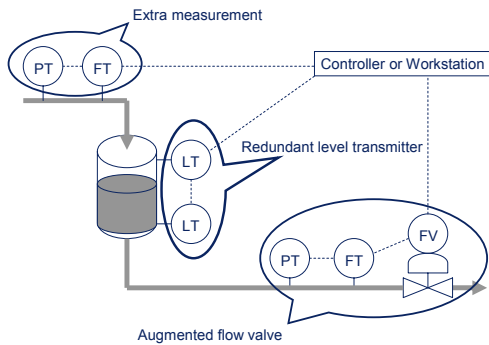 Extra measurement
PT
FT
Controller or Workstation
LT
Redundant level transmitter
LT
FV
PT
FT
Augmented flow valve